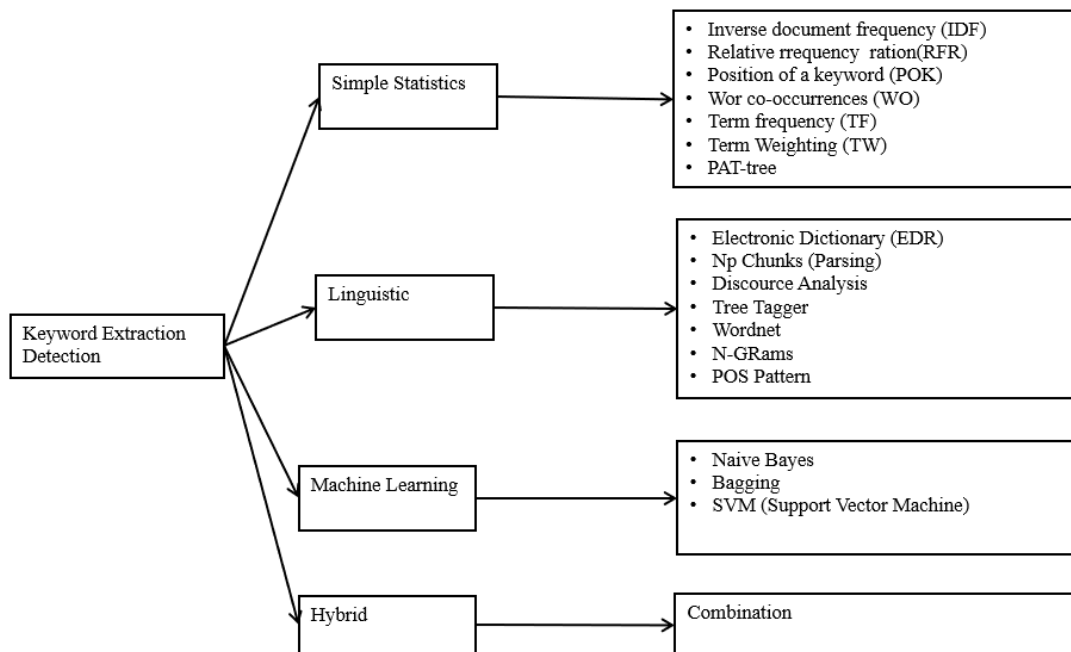 Keyword Extraction
Detection
Simple Statistics
• Inverse document frequency (IDF)
• Relative rrequency ration(RFR)
• Position of a keyword (POK)
• Wor co-occurrences (WO)
• Term frequency (TF)
• Term Weighting (TW)
• PAT-tree
Linguistic
• Electronic Dictionary (EDR)
• Np Chunks (Parsing)
• Discource Analysis
• Tree Tagger
• Wordnet
• N-GRams
• POS Pattern
Machine Learning
• Naive Bayes
• Bagging
• SVM (Support Vector Machine)
Hybrid
Combination